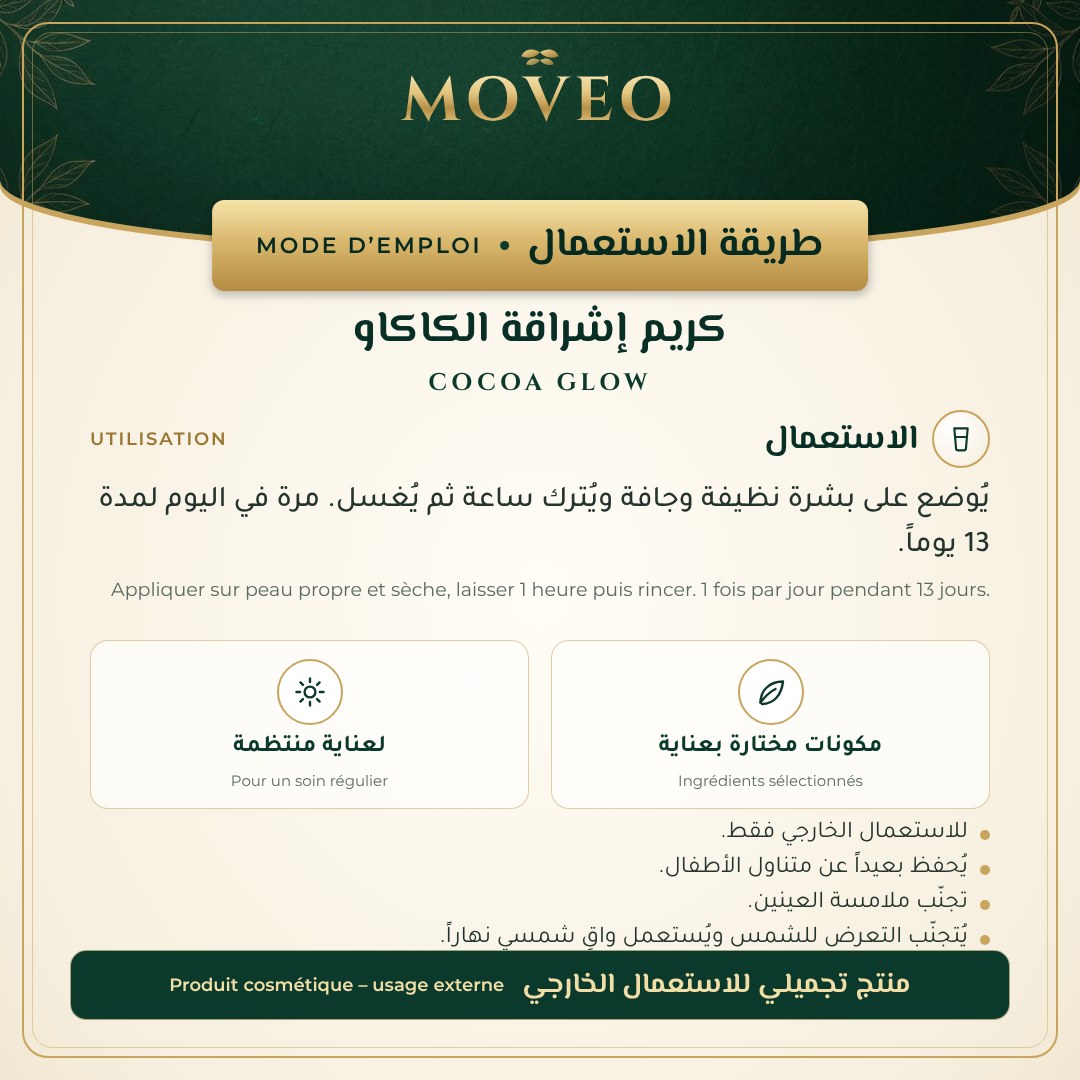 MOVEO
طريقة الاستعمال • MODE D’EMPLOI
كريم إشراقة الكاكاو
COCOA GLOW
الاستعمال
UTILISATION
يُوضع على بشرة نظيفة وجافة ويُترك ساعة ثم يُغسل. مرة في اليوم لمدة
13 يوماً.
Appliquer sur peau propre et sèche, laisser 1 heure puis rincer. 1 fois par jour pendant 13 jours.
مكونات مختارة بعناية
Ingrédients sélectionnés
لعناية منتظمة
Pour un soin régulier
للاستعمال الخارجي فقط.
يُحفظ بعيداً عن متناول الأطفال.
تجنّب ملامسة العينين.
يُتجنّب التعرض للشمس ويُستعمل واقٍ شمسي نهاراً.
منتج تجميلي للاستعمال الخارجي Produit cosmétique – usage externe